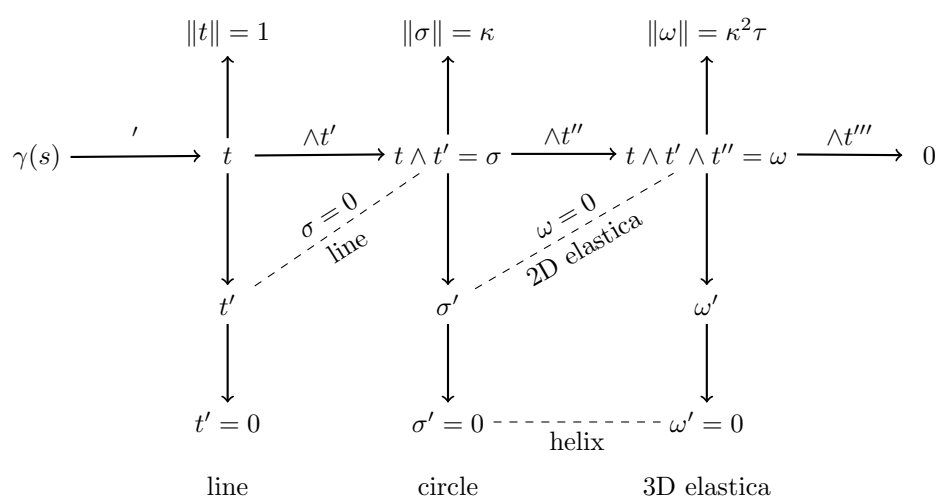 ‖t‖ = 1 ‖σ‖ = κ ‖ω‖ = κ²τ
′ ∧t′ ∧t′′ ∧t′′′
γ(s) t t ∧ t′ = σ t ∧ t′ ∧ t′′ = ω 0
σ = 0 ω = 0
line 2D elastica
t′ σ′ ω′
t′ = 0 σ′ = 0 ω′ = 0
helix
line circle 3D elastica